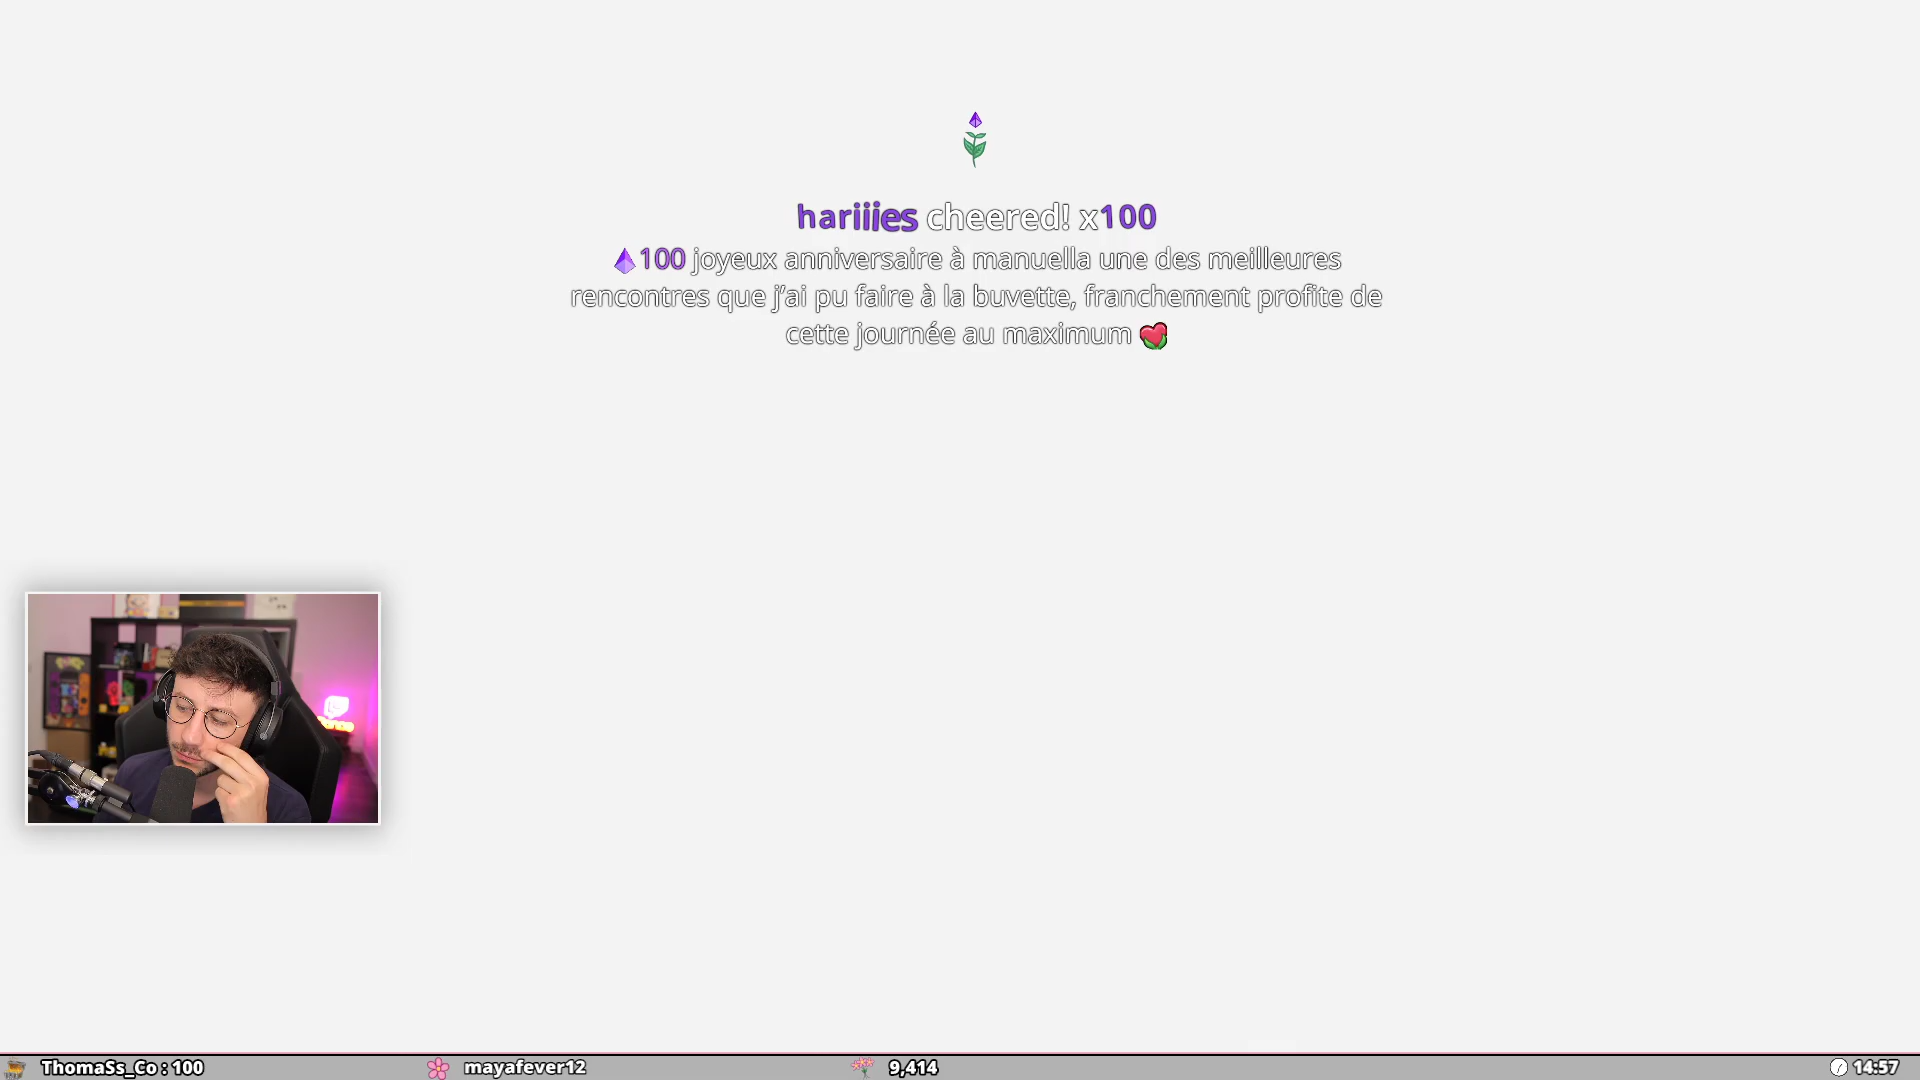 hariiies cheered! x100
100 joyeux anniversaire à manuella une des meilleures
rencontres que j’ai pu faire à la buvette, franchement profite de
cette journée au maximum
ThomaSs_Co : 100
mayafever12
9,414
14:57